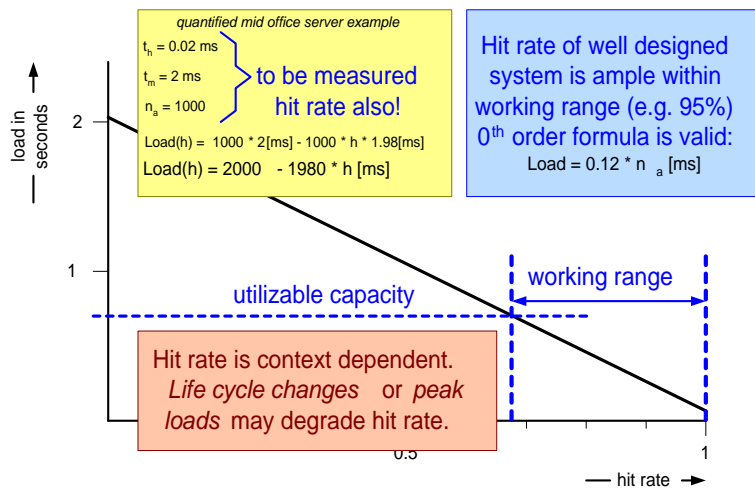 quantified mid office server example
t_h = 0.02 ms
t_m = 2 ms
n_a = 1000
to be measured
hit rate also!
Load(h) = 1000 * 2[ms] - 1000 * h * 1.98[ms]
Load(h) = 2000 - 1980 * h [ms]
Hit rate of well designed
system is ample within
working range (e.g. 95%)
0th order formula is valid:
Load = 0.12 * n_a [ms]
load in
seconds
2
1
working range
utilizable capacity
Hit rate is context dependent.
Life cycle changes or peak
loads may degrade hit rate.
0.5
1
hit rate